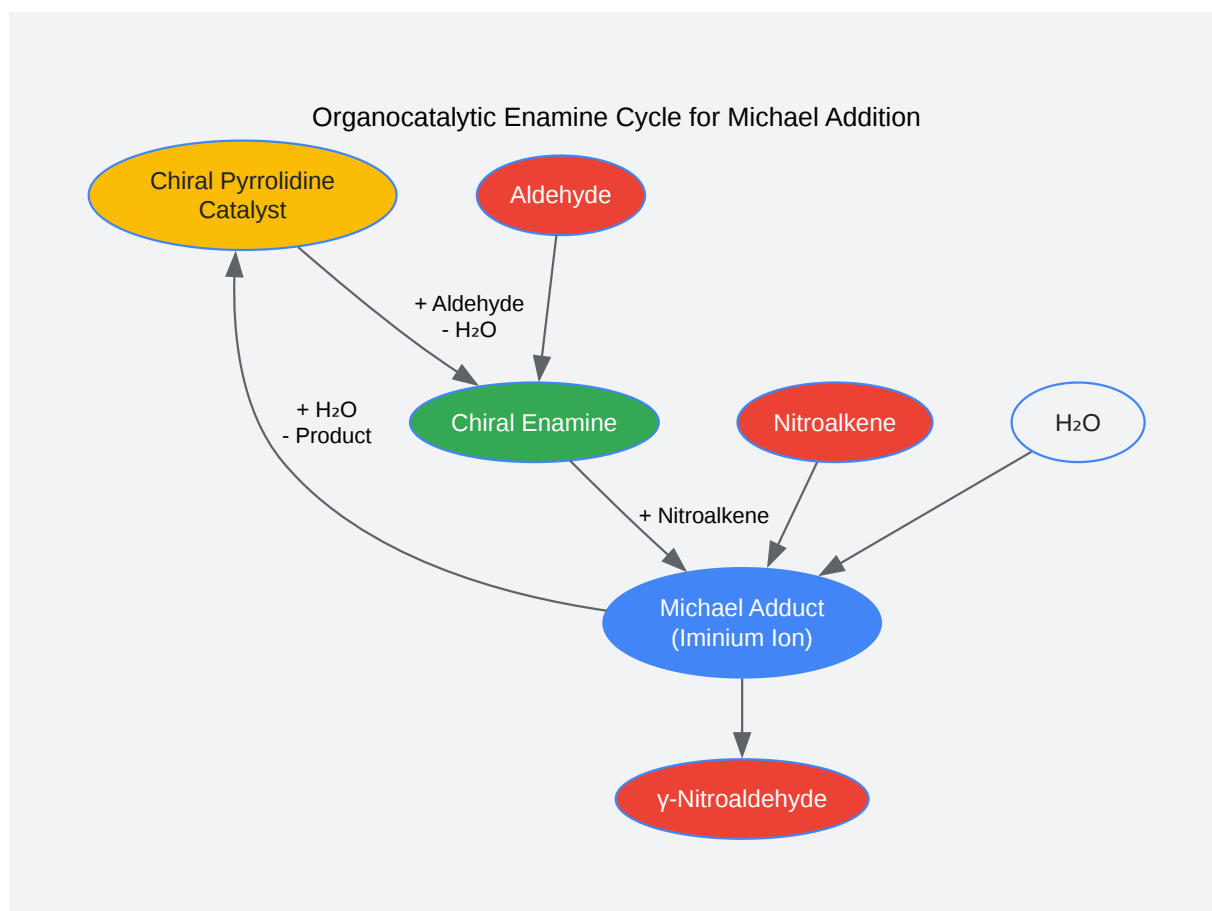 Organocatalytic Enamine Cycle for Michael Addition
Chiral Pyrrolidine
Catalyst
Aldehyde
+ Aldehyde
- H₂O
+ H₂O
- Product
Chiral Enamine
Nitroalkene
H₂O
+ Nitroalkene
Michael Adduct
(Iminium Ion)
γ-Nitroaldehyde